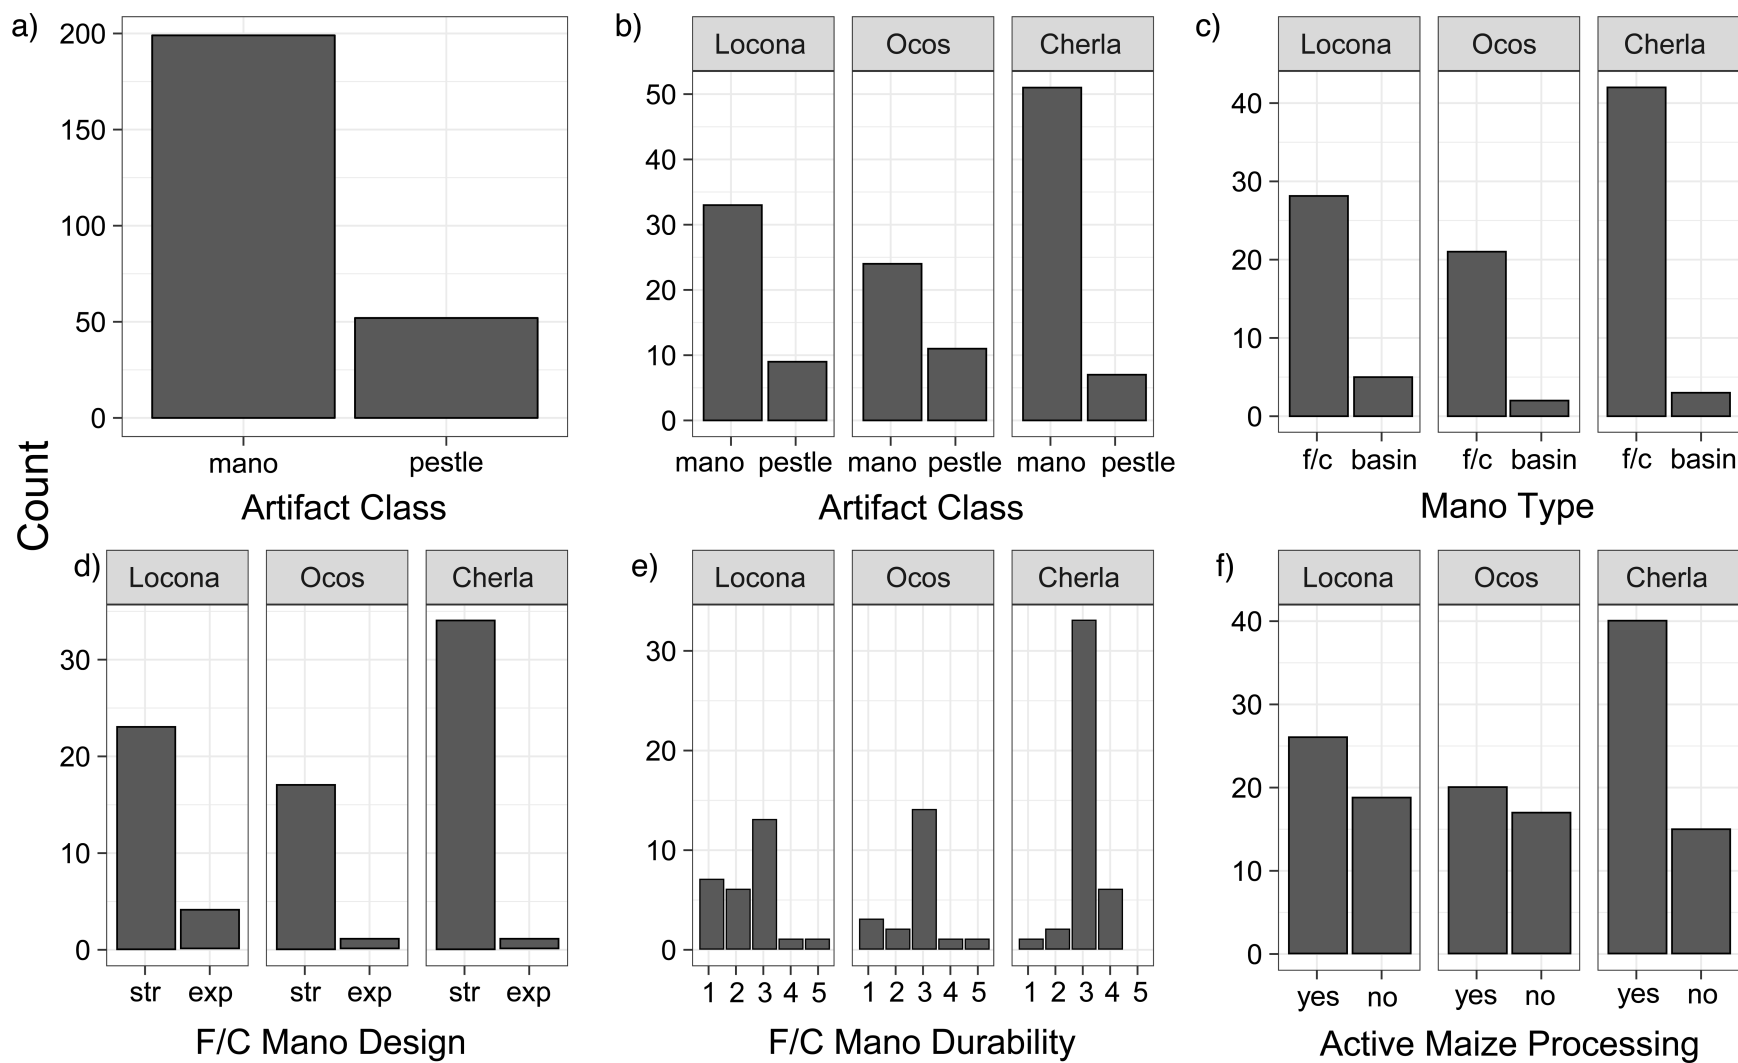 a)
200
150
100
50
0
mano pestle
Artifact Class
b)
Locona Ocos Cherla
50
40
30
20
10
0
mano pestle mano pestle mano pestle
Artifact Class
c)
Locona Ocos Cherla
40
30
20
10
0
f/c basin f/c basin f/c basin
Mano Type
Count
d)
Locona Ocos Cherla
30
20
10
0
str exp str exp str exp
F/C Mano Design
e)
Locona Ocos Cherla
30
20
10
0
1 2 3 4 5 1 2 3 4 5 1 2 3 4 5
F/C Mano Durability
f)
Locona Ocos Cherla
40
30
20
10
0
yes no yes no yes no
Active Maize Processing